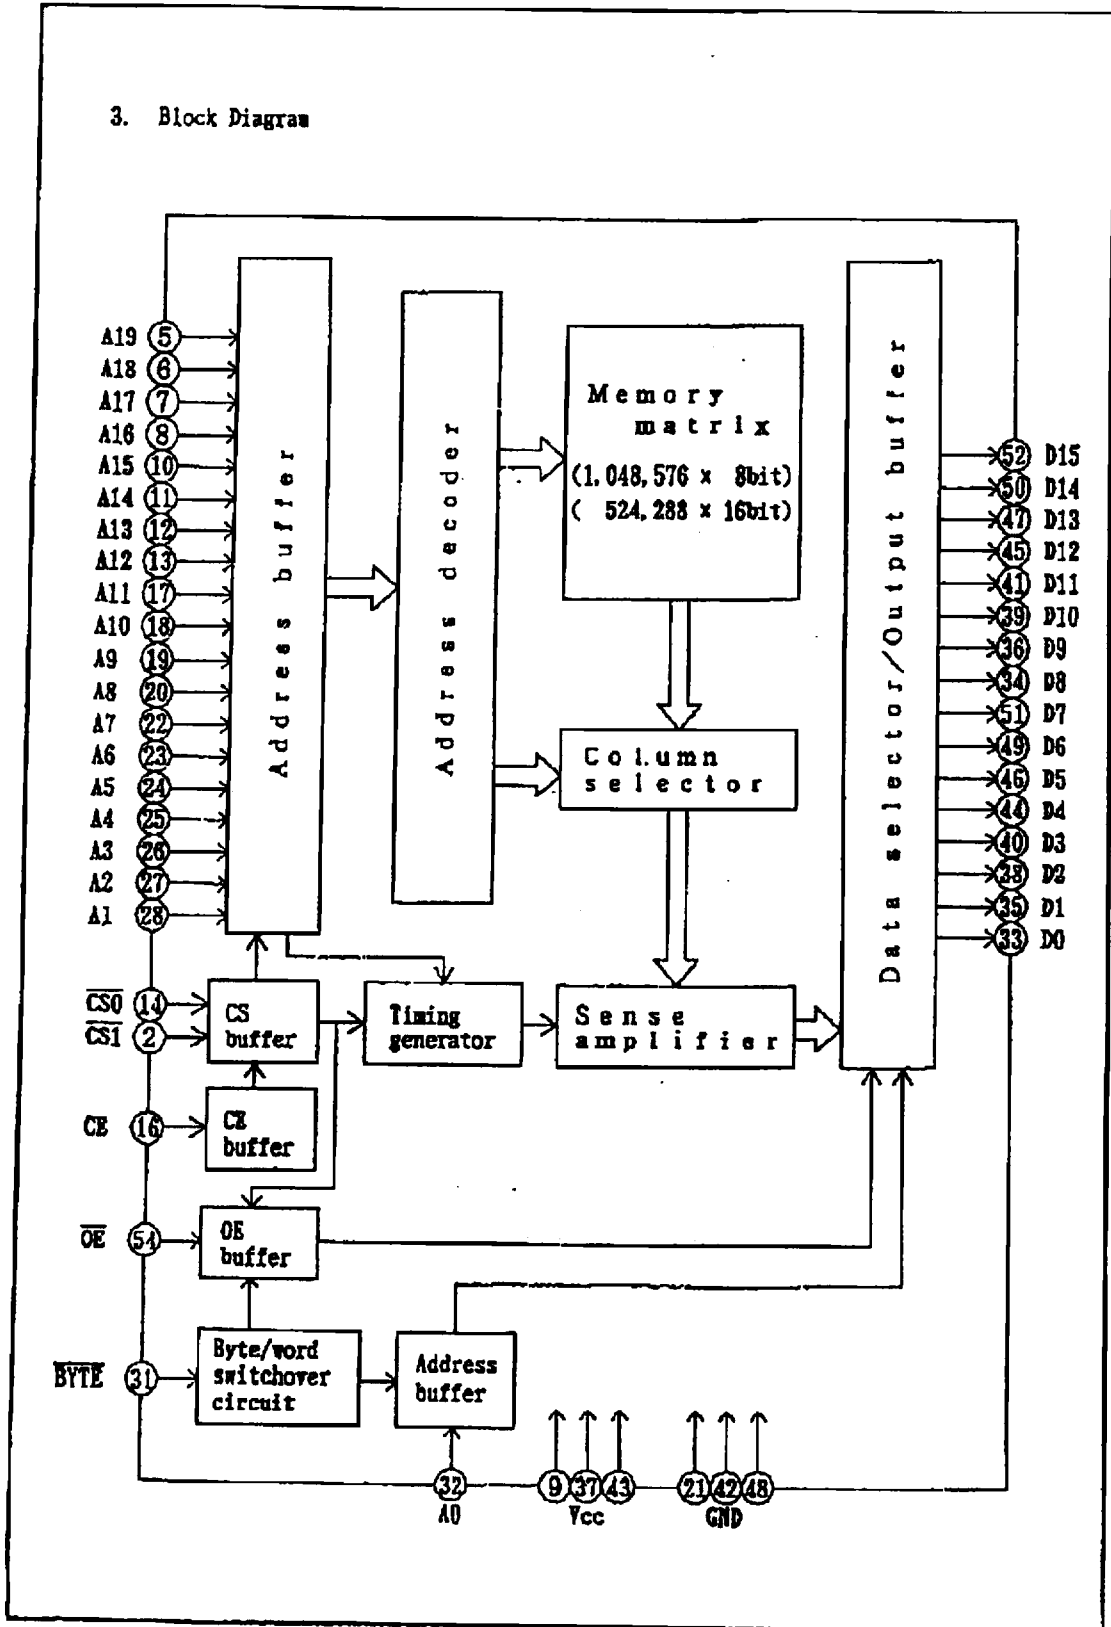 3. Block Diagram
A19 5
A18 6
A17 7
A16 8
A15 10
A14 11
A13 12
A12 13
A11 17
A10 18
A9 19
A8 20
A7 22
A6 23
A5 24
A4 25
A3 26
A2 27
A1 28
C̅S̅0̅ 14
C̅S̅1̅ 2
CE 16
O̅E̅ 54
B̅Y̅T̅E̅ 31
Address buffer
Address decoder
Memory
matrix
(1,048,576 × 8bit)
( 524,288 × 16bit)
Column
selector
Sense
amplifier
Timing
generator
CS
buffer
CE
buffer
OE
buffer
Byte/word
switchover
circuit
Address
buffer
Data selector/Output buffer
52 D15
50 D14
47 D13
45 D12
41 D11
39 D10
36 D9
34 D8
51 D7
49 D6
46 D5
44 D4
40 D3
38 D2
35 D1
33 D0
32
A0
9 37 43
Vcc
21 42 48
GND